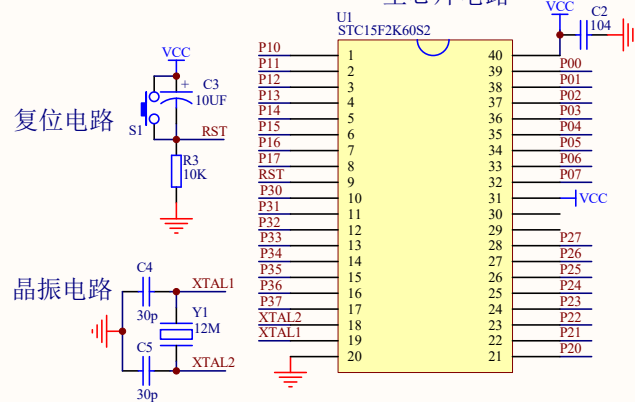 U1
STC15F2K60S2
VCC
C2
104
VCC
C3
+
10UF
S1
复位电路
RST
R3
10K
晶振电路
C4
30p
XTAL1
Y1
12M
C5
30p
XTAL2
P10 1 40
P11 2 39 P00
P12 3 38 P01
P13 4 37 P02
P14 5 36 P03
P15 6 35 P04
P16 7 34 P05
P17 8 33 P06
RST 9 32 P07
P30 10 31 VCC
P31 11 30
P32 12 29
P33 13 28 P27
P34 14 27 P26
P35 15 26 P25
P36 16 25 P24
P37 17 24 P23
XTAL2 18 23 P22
XTAL1 19 22 P21
20 21 P20